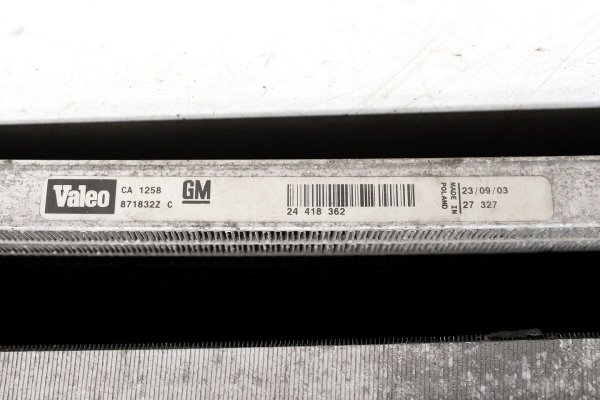 Valeo
CA 1258
871832Z C
GM
24 418 362
MADE IN
POLAND
23/09/03
27 327